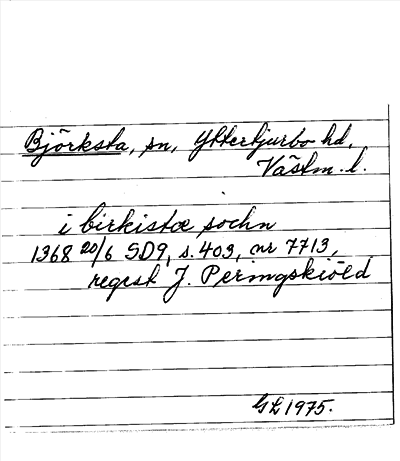 Björksta, sn, Yttertjurbo hd,
Västm. l.
i birkistæ sochn
1368 20/6 SD9, s. 403, nr 7713,
regest J. Peringskiöld
GL 1975.